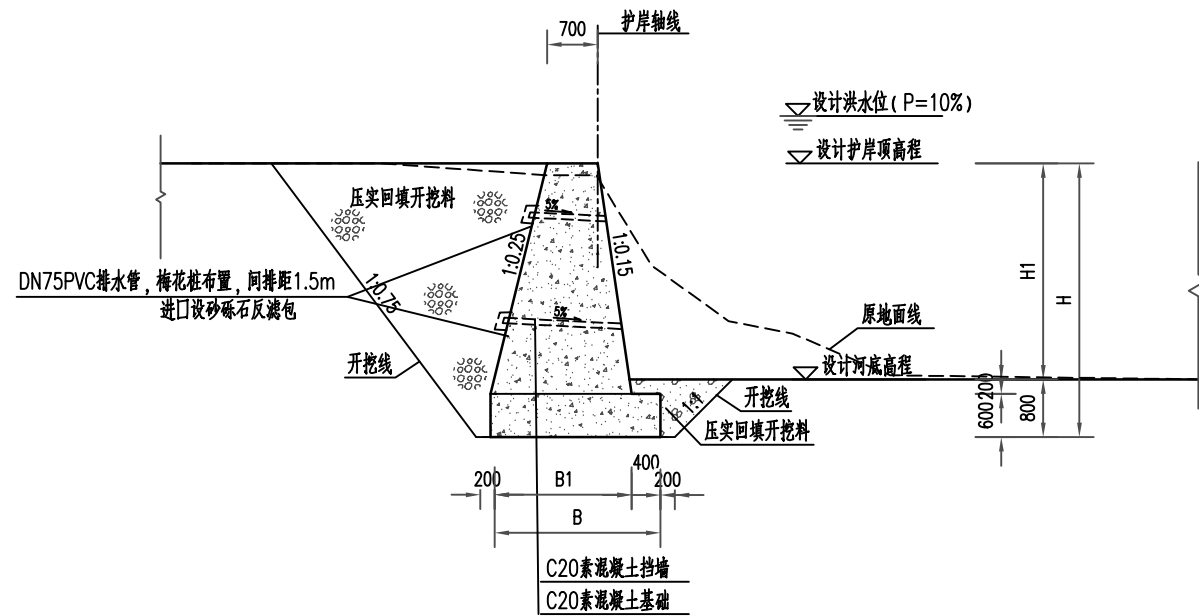 700
护岸轴线
设计洪水位(P=10%)
设计护岸顶高程
压实回填开挖料
5%
1:0.25
1:0.15
DN75PVC排水管，梅花桩布置，间排距1.5m
进口设砂砾石反滤包
1:0.75
5%
H1
H
原地面线
开挖线
设计河底高程
200
开挖线
1:1
600
800
压实回填开挖料
400
200
B1
200
B
C20素混凝土挡墙
C20素混凝土基础